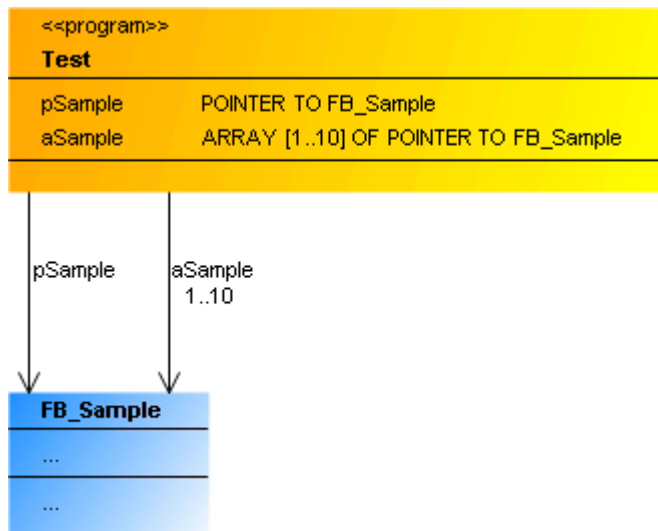 <<program>>
Test
pSample POINTER TO FB_Sample
aSample ARRAY [1..10] OF POINTER TO FB_Sample
pSample
aSample
1..10
FB_Sample
...
...